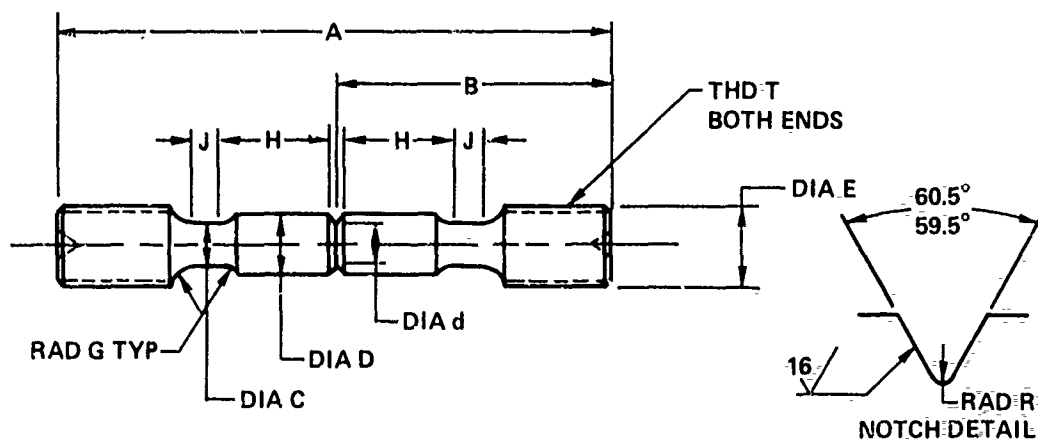 A
B
THD T
BOTH ENDS
J
H
H
J
DIA E
60.5°
59.5°
RAD G TYP
DIA C
DIA D
DIA d
16
RAD R
NOTCH DETAIL